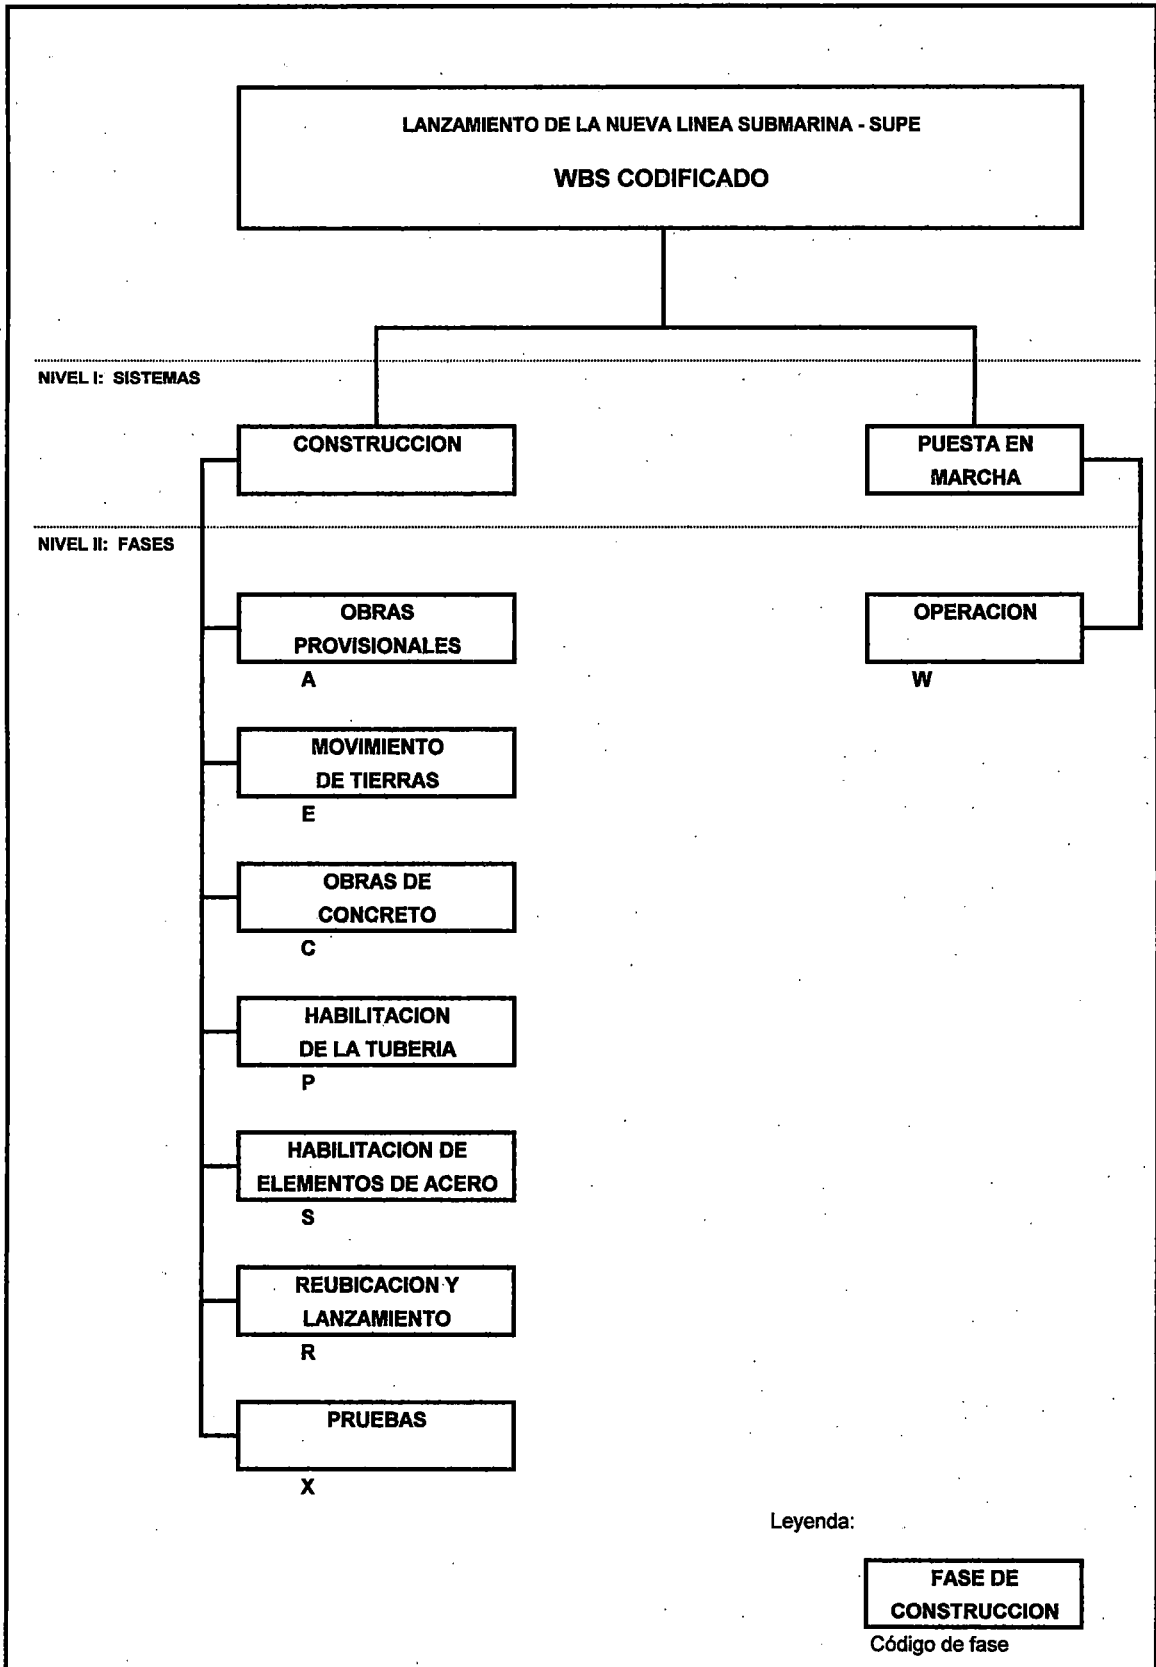 LANZAMIENTO DE LA NUEVA LINEA SUBMARINA - SUPE
WBS CODIFICADO
NIVEL I: SISTEMAS
CONSTRUCCION
PUESTA EN
MARCHA
NIVEL II: FASES
OBRAS
PROVISIONALES
A
OPERACION
W
MOVIMIENTO
DE TIERRAS
E
OBRAS DE
CONCRETO
C
HABILITACION
DE LA TUBERIA
P
HABILITACION DE
ELEMENTOS DE ACERO
S
REUBICACION Y
LANZAMIENTO
R
PRUEBAS
X
Leyenda:
FASE DE
CONSTRUCCION
Código de fase